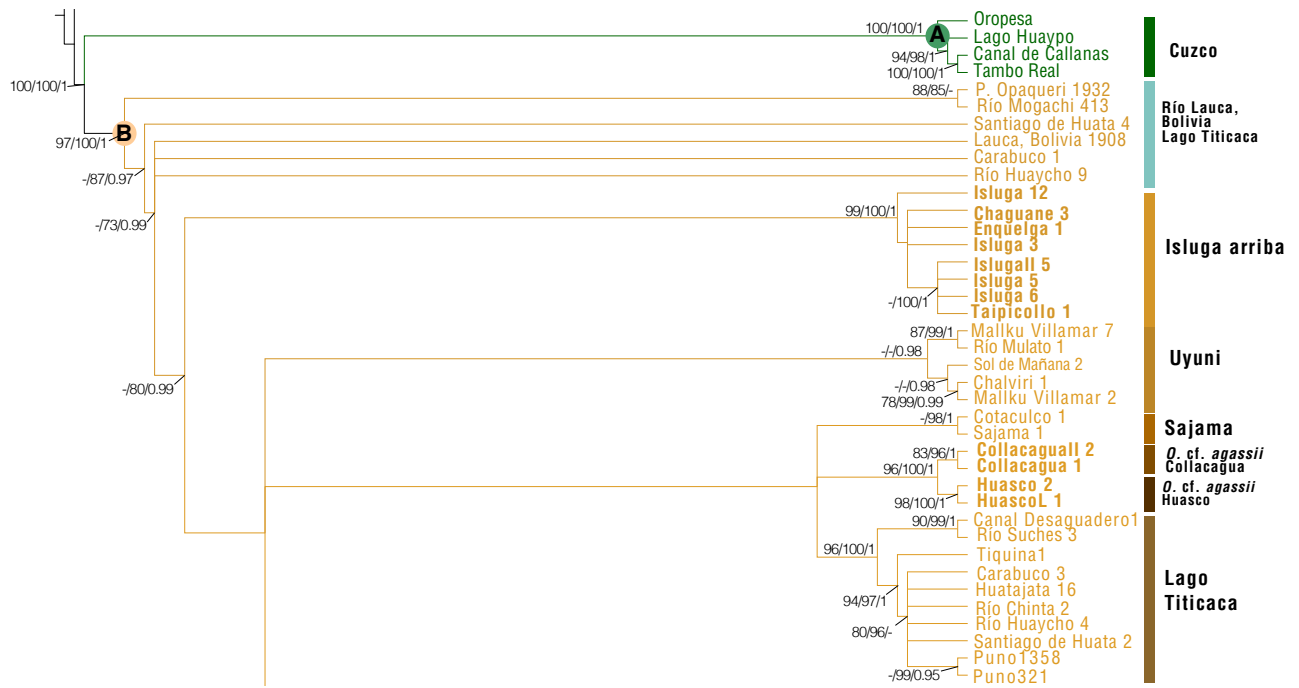 100/100/1
A
Oropesa
Lago Huaypo
Canal de Callanas
Tambo Real
94/98/1
100/100/1
Cuzco
100/100/1
B
97/100/1
88/85/-
P. Opaqueri 1932
Río Mogachi 413
Santiago de Huata 4
Lauca, Bolivia 1908
Carabuco 1
Río Huaycho 9
Río Lauca,
Bolivia
Lago Titicaca
-/87/0.97
-/73/0.99
-/80/0.99
99/100/1
Isluga 12
Chaguane 3
Enquelga 1
Isluga 3
IslugaII 5
Isluga 5
Isluga 6
Taipicollo 1
-/100/1
Isluga arriba
87/99/1
-/-/0.98
Mallku Villamar 7
Río Mulato 1
Sol de Mañana 2
Chalviri 1
Mallku Villamar 2
-/-/0.98
78/99/0.99
Uyuni
-/98/1
Cotaculco 1
Sajama 1
Sajama
83/96/1
96/100/1
CollacaguaII 2
Collacagua 1
O. cf. agassii
Collacagua
98/100/1
Huasco 2
HuascoL 1
O. cf. agassii
Huasco
90/99/1
96/100/1
Canal Desaguadero1
Río Suches 3
Tiquina1
Carabuco 3
Huatajata 16
Río Chinta 2
Río Huaycho 4
Santiago de Huata 2
Puno1358
Puno321
94/97/1
80/96/-
-/99/0.95
Lago
Titicaca